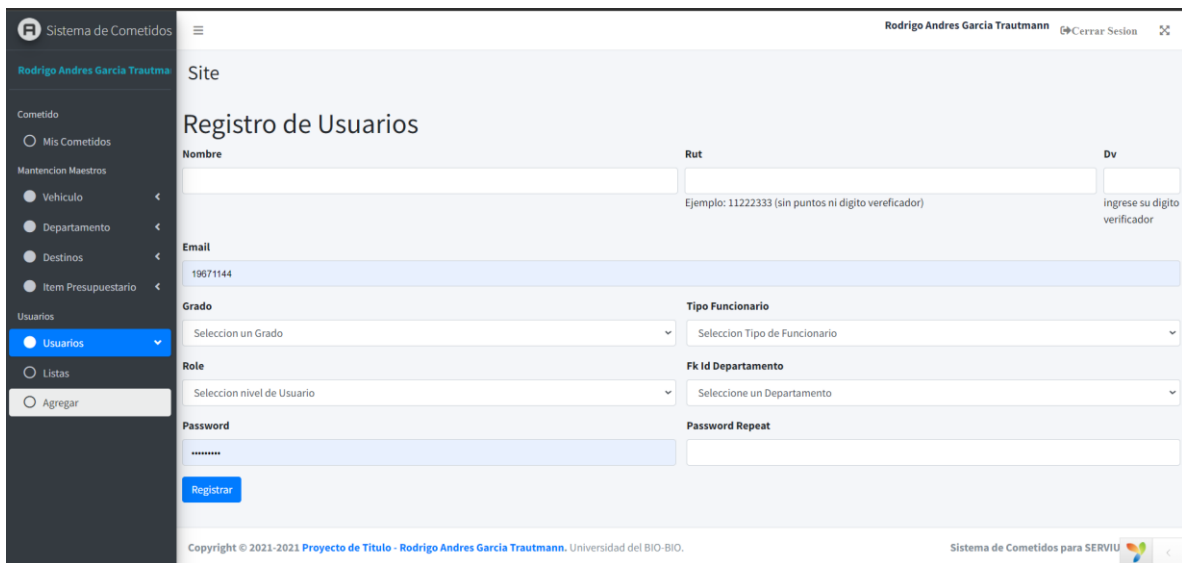 Sistema de Cometidos
Rodrigo Andres Garcia Trautmann Cerrar Sesion
Rodrigo Andres Garcia Trautma
Site
Cometido
Mis Cometidos
Mantencion Maestros
Vehiculo
Departamento
Destinos
Item Presupuestario
Usuarios
Usuarios
Listas
Agregar
Registro de Usuarios
Nombre Rut Dv
Ejemplo: 11222333 (sin puntos ni digito vereficador) ingrese su digito
verificador
Email
19671144
Grado Tipo Funcionario
Seleccion un Grado Seleccion Tipo de Funcionario
Role Fk Id Departamento
Seleccion nivel de Usuario Seleccione un Departamento
Password Password Repeat
•••••••••
Registrar
Copyright © 2021-2021 Proyecto de Titulo - Rodrigo Andres Garcia Trautmann. Universidad del BIO-BIO. Sistema de Cometidos para SERVIU